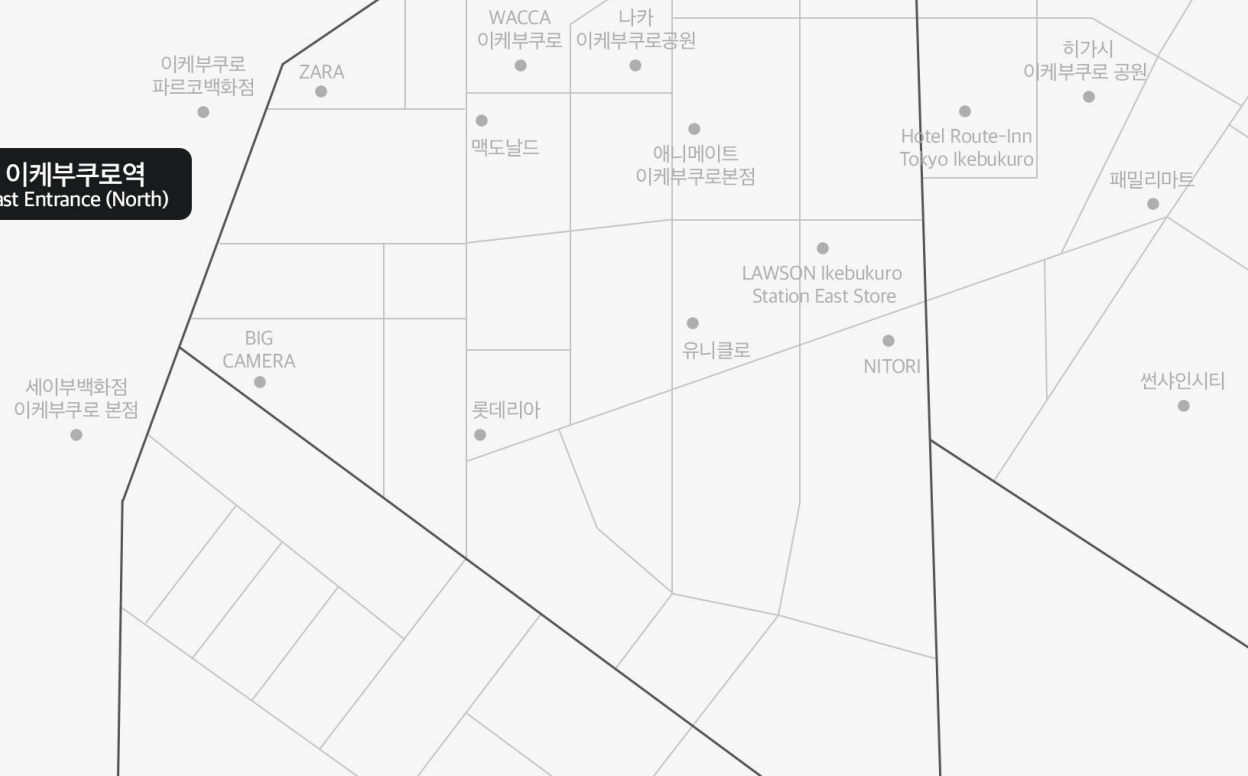 WACCA
이케부쿠로
나카
이케부쿠로공원
히가시
이케부쿠로 공원
이케부쿠로
파르코백화점
ZARA
맥도날드
애니메이트
이케부쿠로본점
Hotel Route-Inn
Tokyo Ikebukuro
이케부쿠로역
ast Entrance (North)
패밀리마트
LAWSON Ikebukuro
Station East Store
BIG
CAMERA
유니클로
NITORI
세이부백화점
이케부쿠로 본점
롯데리아
썬샤인시티